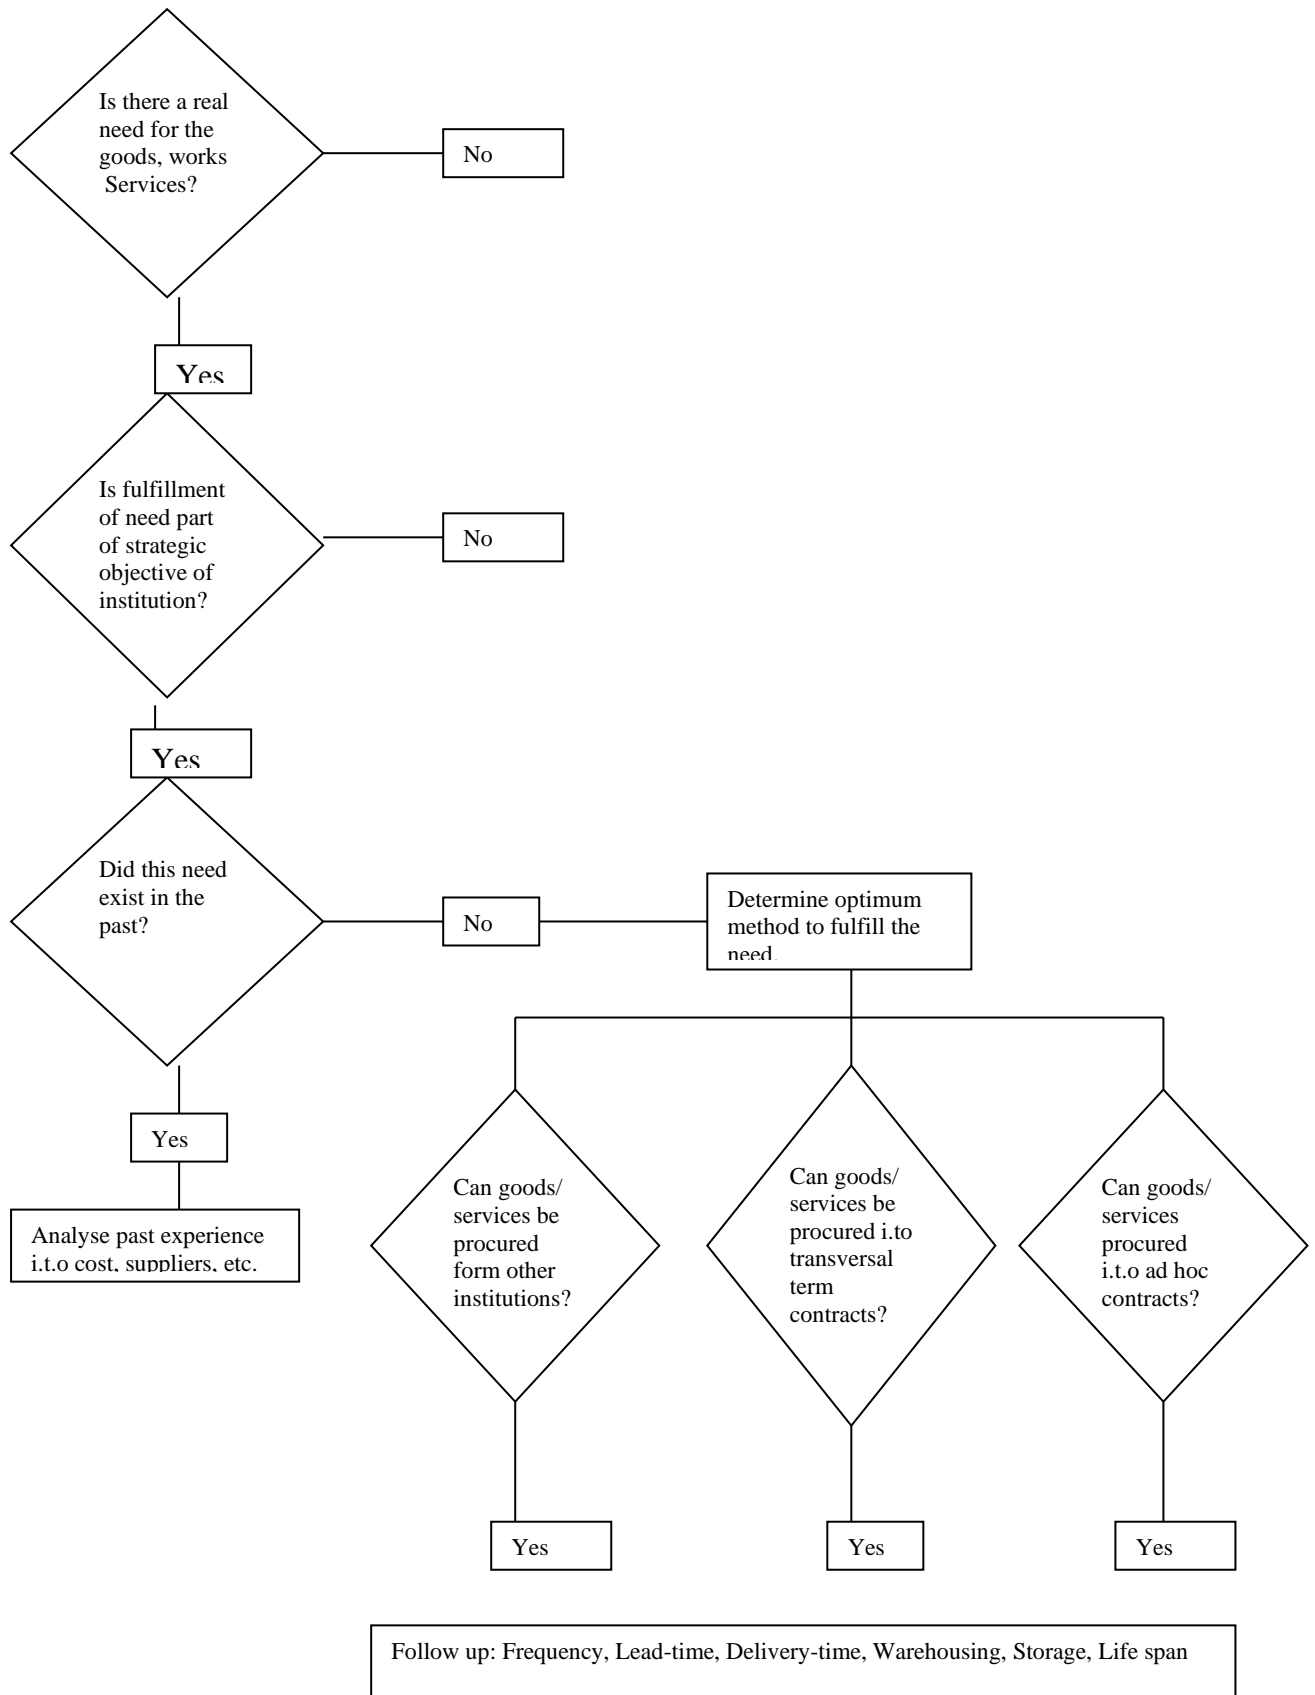 Is there a real
need for the
goods, works
Services?
No
Yes
Is fulfillment
of need part
of strategic
objective of
institution?
No
Yes
Did this need
exist in the
past?
No
Determine optimum
method to fulfill the
need.
Yes
Analyse past experience
i.t.o cost, suppliers, etc.
Can goods/
services be
procured
form other
institutions?
Can goods/
services be
procured i.to
transversal
term
contracts?
Can goods/
services
procured
i.t.o ad hoc
contracts?
Yes
Yes
Yes
Follow up: Frequency, Lead-time, Delivery-time, Warehousing, Storage, Life span